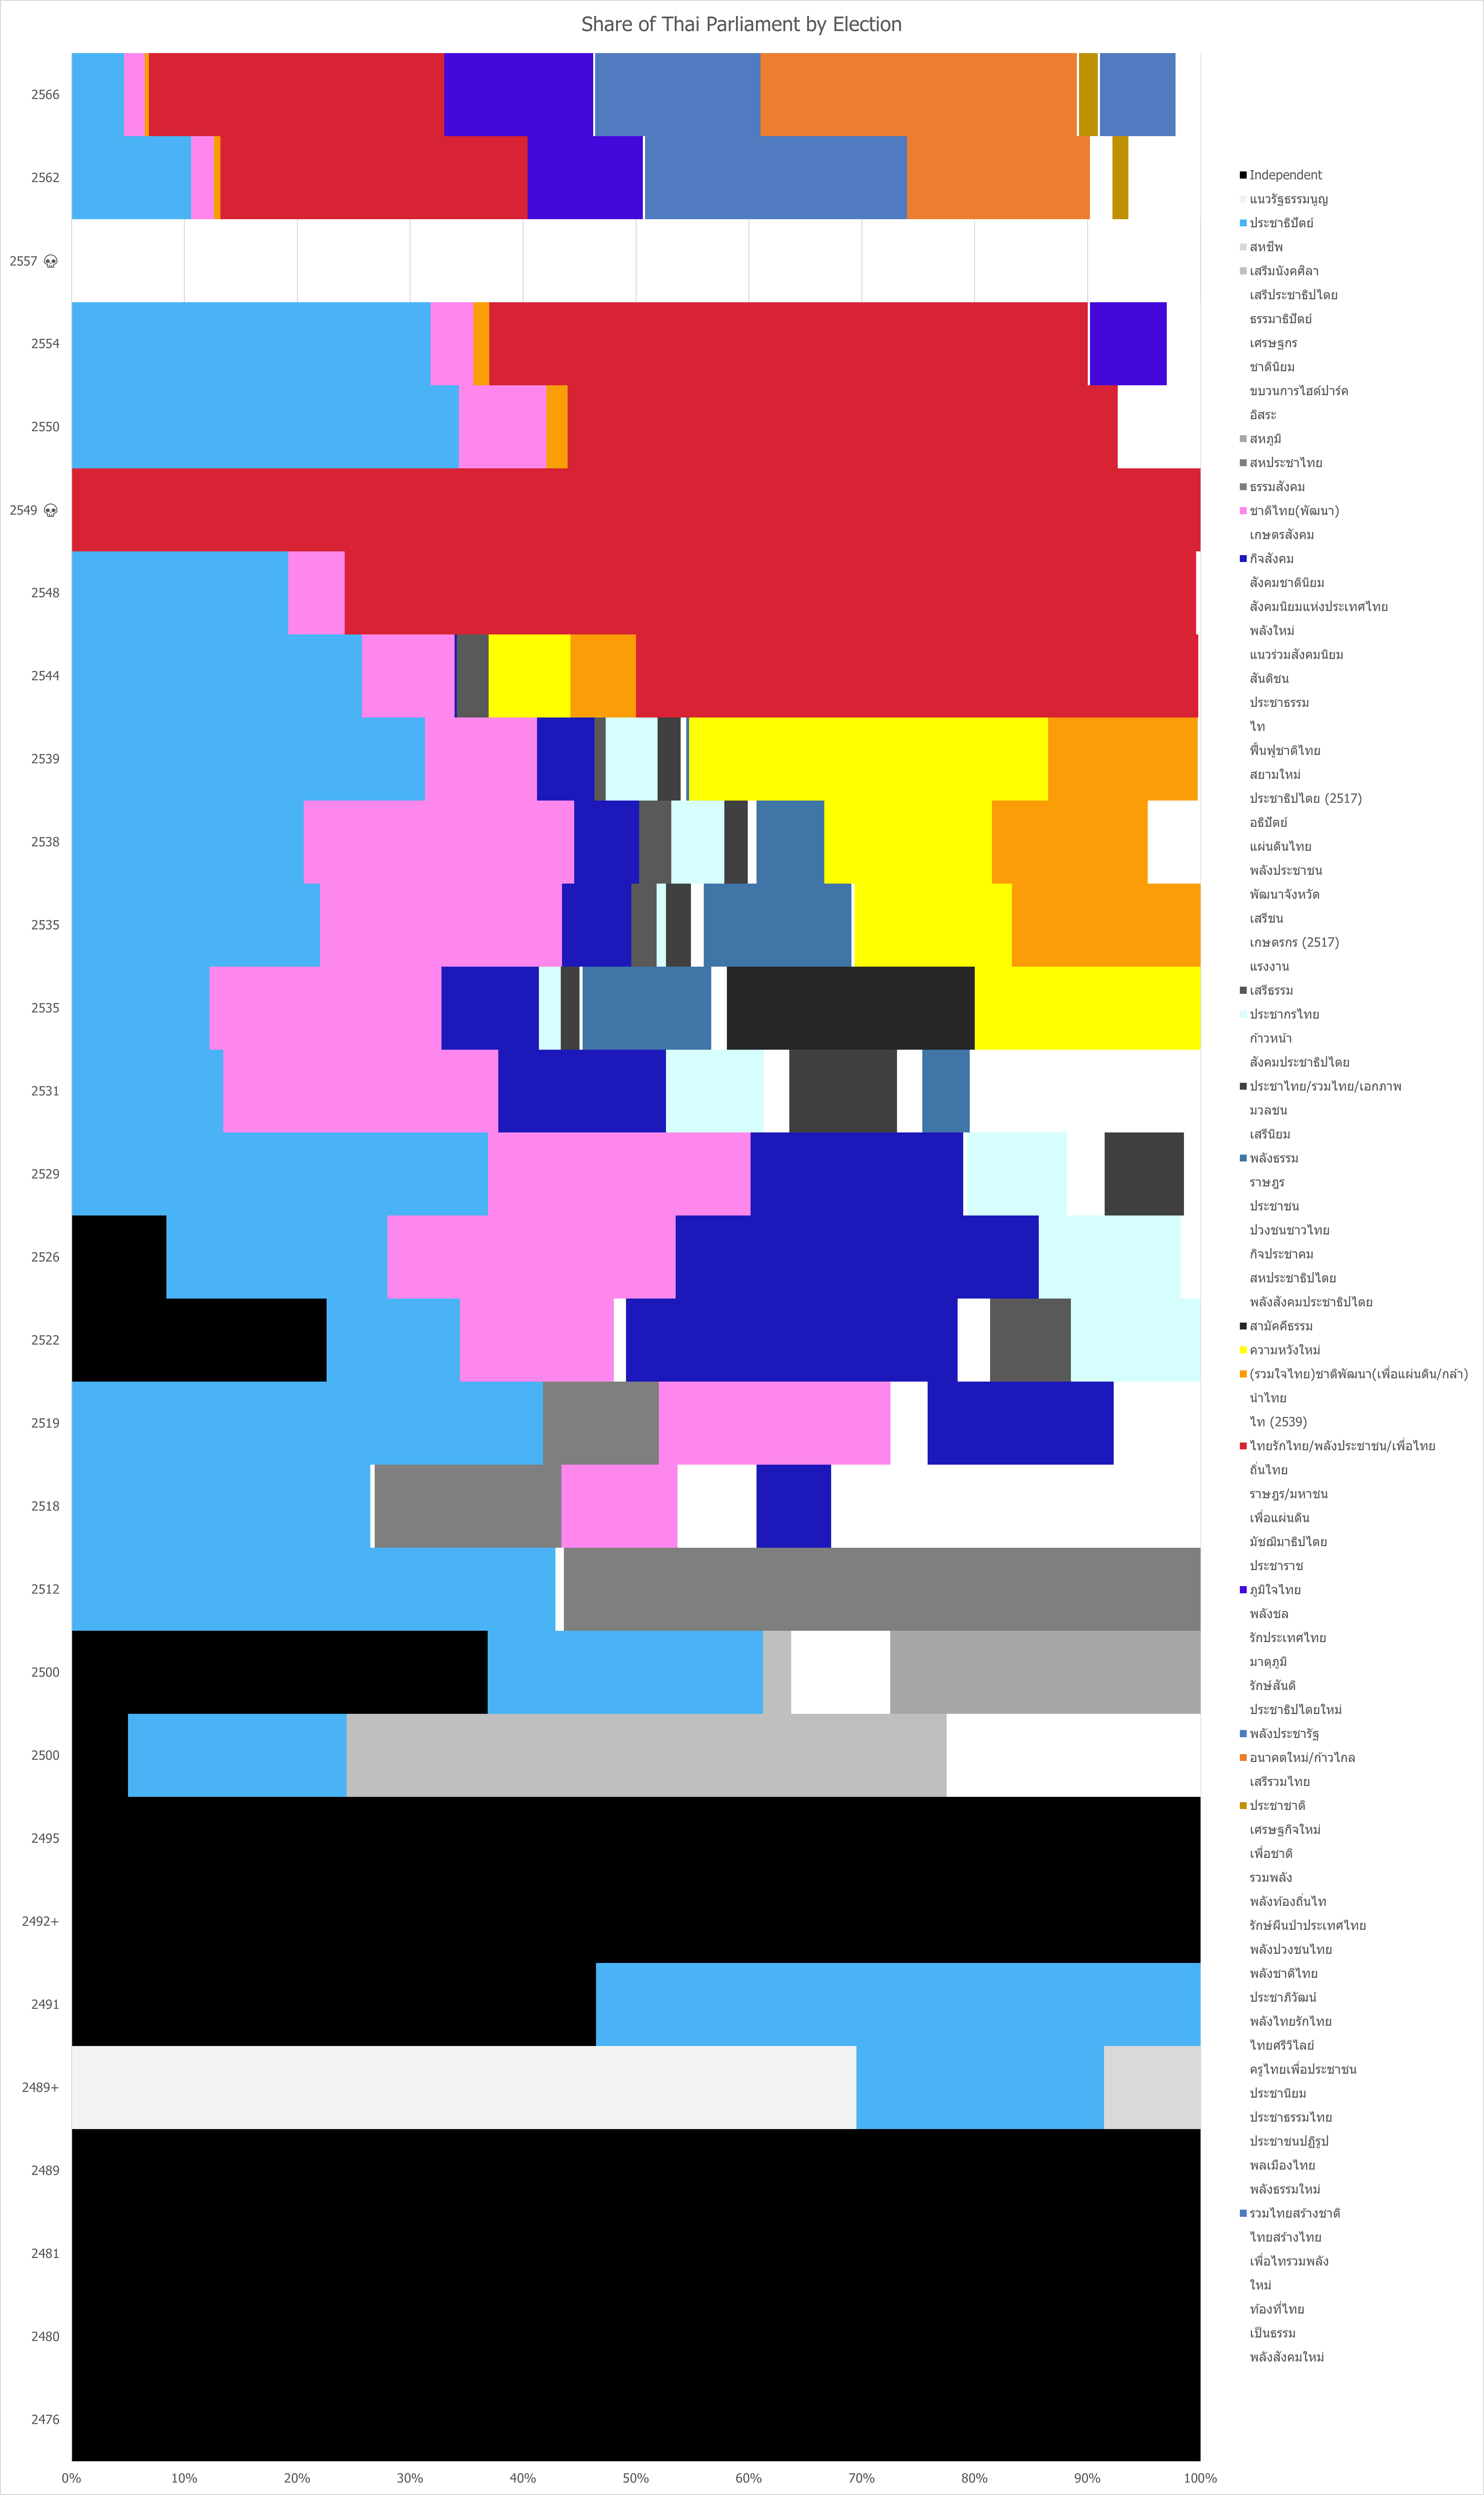 Share of Thai Parliament by Election
2566
2562
2557 ☠
2554
2550
2549 ☠
2548
2544
2539
2538
2535
2535
2531
2529
2526
2522
2519
2518
2512
2500
2500
2495
2492+
2491
2489+
2489
2481
2480
2476
0% 10% 20% 30% 40% 50% 60% 70% 80% 90% 100%
Independent
แนวรัฐธรรมนูญ
ประชาธิปัตย์
สหชีพ
เสรีมนังคศิลา
เสรีประชาธิปไตย
ธรรมาธิปัตย์
เศรษฐกร
ชาตินิยม
ขบวนการไฮด์ปาร์ค
อิสระ
สหภูมิ
สหประชาไทย
ธรรมสังคม
ชาติไทย(พัฒนา)
เกษตรสังคม
กิจสังคม
สังคมชาตินิยม
สังคมนิยมแห่งประเทศไทย
พลังใหม่
แนวร่วมสังคมนิยม
สันติชน
ประชาธรรม
ไท
ฟื้นฟูชาติไทย
สยามใหม่
ประชาธิปไตย (2517)
อธิปัตย์
แผ่นดินไทย
พลังประชาชน
พัฒนาจังหวัด
เสรีชน
เกษตรกร (2517)
แรงงาน
เสรีธรรม
ประชากรไทย
ก้าวหน้า
สังคมประชาธิปไตย
ประชาไทย/รวมไทย/เอกภาพ
มวลชน
เสรีนิยม
พลังธรรม
ราษฎร
ประชาชน
ปวงชนชาวไทย
กิจประชาคม
สหประชาธิปไตย
พลังสังคมประชาธิปไตย
สามัคคีธรรม
ความหวังใหม่
(รวมใจไทย)ชาติพัฒนา(เพื่อแผ่นดิน/กล้า)
นำไทย
ไท (2539)
ไทยรักไทย/พลังประชาชน/เพื่อไทย
ถิ่นไทย
ราษฎร/มหาชน
เพื่อแผ่นดิน
มัชฌิมาธิปไตย
ประชาราช
ภูมิใจไทย
พลังชล
รักประเทศไทย
มาตุภูมิ
รักษ์สันติ
ประชาธิปไตยใหม่
พลังประชารัฐ
อนาคตใหม่/ก้าวไกล
เสรีรวมไทย
ประชาชาติ
เศรษฐกิจใหม่
เพื่อชาติ
รวมพลัง
พลังท้องถิ่นไท
รักษ์ผืนป่าประเทศไทย
พลังปวงชนไทย
พลังชาติไทย
ประชาภิวัฒน์
พลังไทยรักไทย
ไทยศรีวิไลย์
ครูไทยเพื่อประชาชน
ประชานิยม
ประชาธรรมไทย
ประชาชนปฏิรูป
พลเมืองไทย
พลังธรรมใหม่
รวมไทยสร้างชาติ
ไทยสร้างไทย
เพื่อไทรวมพลัง
ใหม่
ท้องที่ไทย
เป็นธรรม
พลังสังคมใหม่